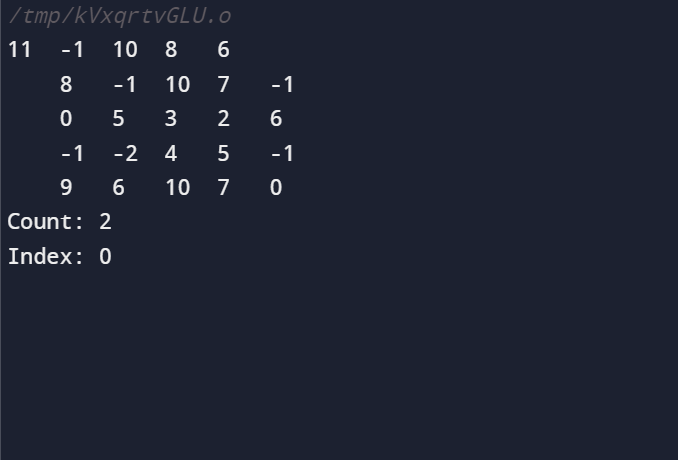 /tmp/kVxqrtvGLU.o
11 -1 10 8 6
8 -1 10 7 -1
0 5 3 2 6
-1 -2 4 5 -1
9 6 10 7 0
Count: 2
Index: 0